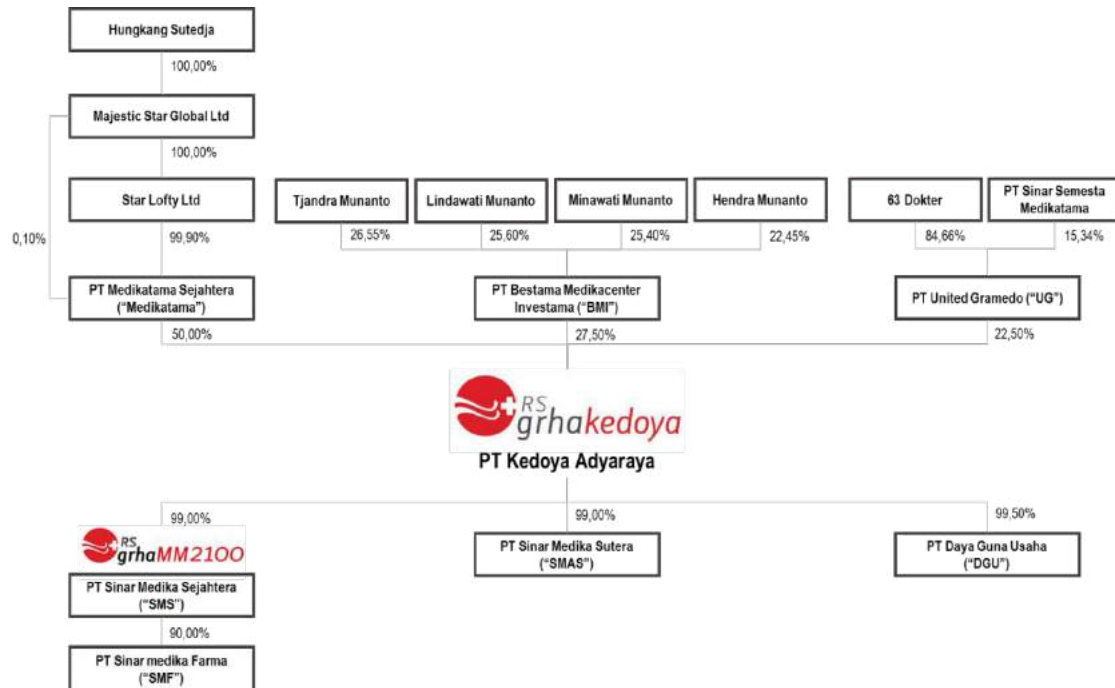 Hungkang Sutedja
100,00%
Majestic Star Global Ltd
100,00%
Star Lofty Ltd
Tjandra Munanto
Lindawati Munanto
Minawati Munanto
Hendra Munanto
63 Dokter
PT Sinar Semesta
Medikatama
0,10%
99,90%
26,55%
25,60%
25,40%
22,45%
84,66%
15,34%
PT Medikatama Sejahtera
("Medikatama")
PT Bestama Medikacenter
Investama ("BMI")
PT United Gramedo ("UG")
50,00%
27,50%
22,50%
RS
grhakedoya
PT Kedoya Adyaraya
99,00%
99,00%
99,50%
RS
grhaMM2100
PT Sinar Medika Sejahtera
("SMS")
PT Sinar Medika Sutera
("SMAS")
PT Daya Guna Usaha
("DGU")
90,00%
PT Sinar medika Farma
("SMF")